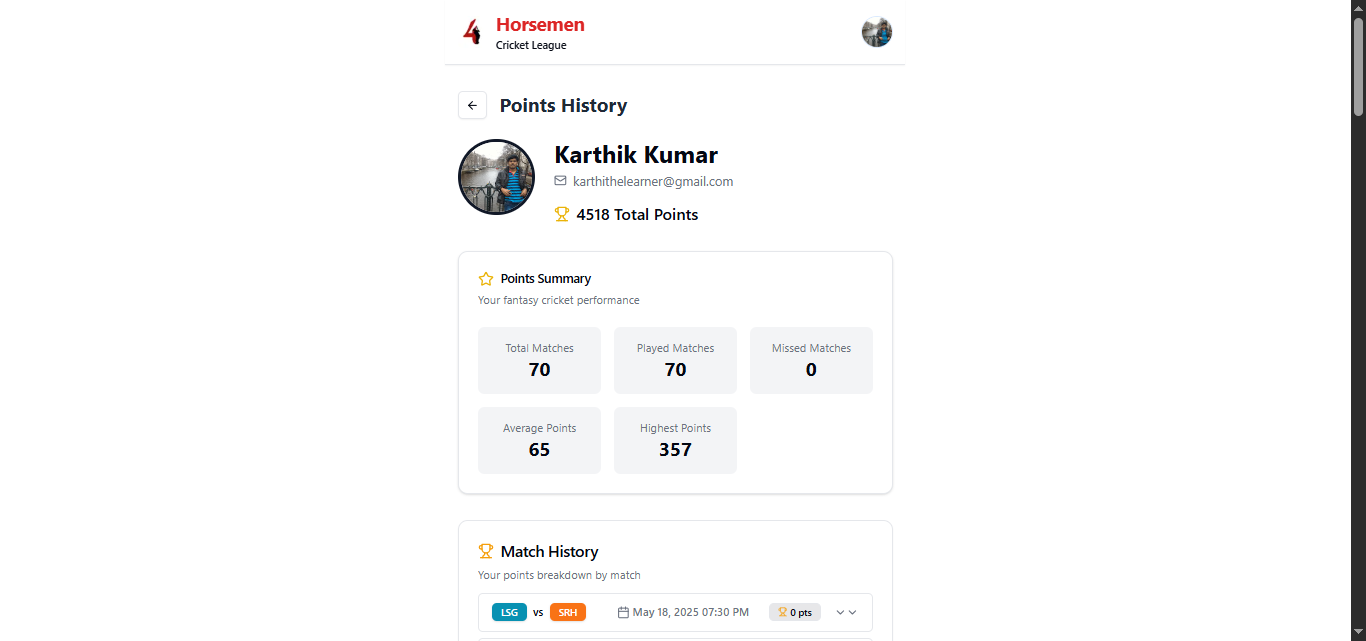 4 Horsemen
Cricket League
Points History
Karthik Kumar
karthithelearner@gmail.com
4518 Total Points
Points Summary
Your fantasy cricket performance
Total Matches
70
Played Matches
70
Missed Matches
0
Average Points
65
Highest Points
357
Match History
Your points breakdown by match
LSG vs SRH May 18, 2025 07:30 PM 0 pts